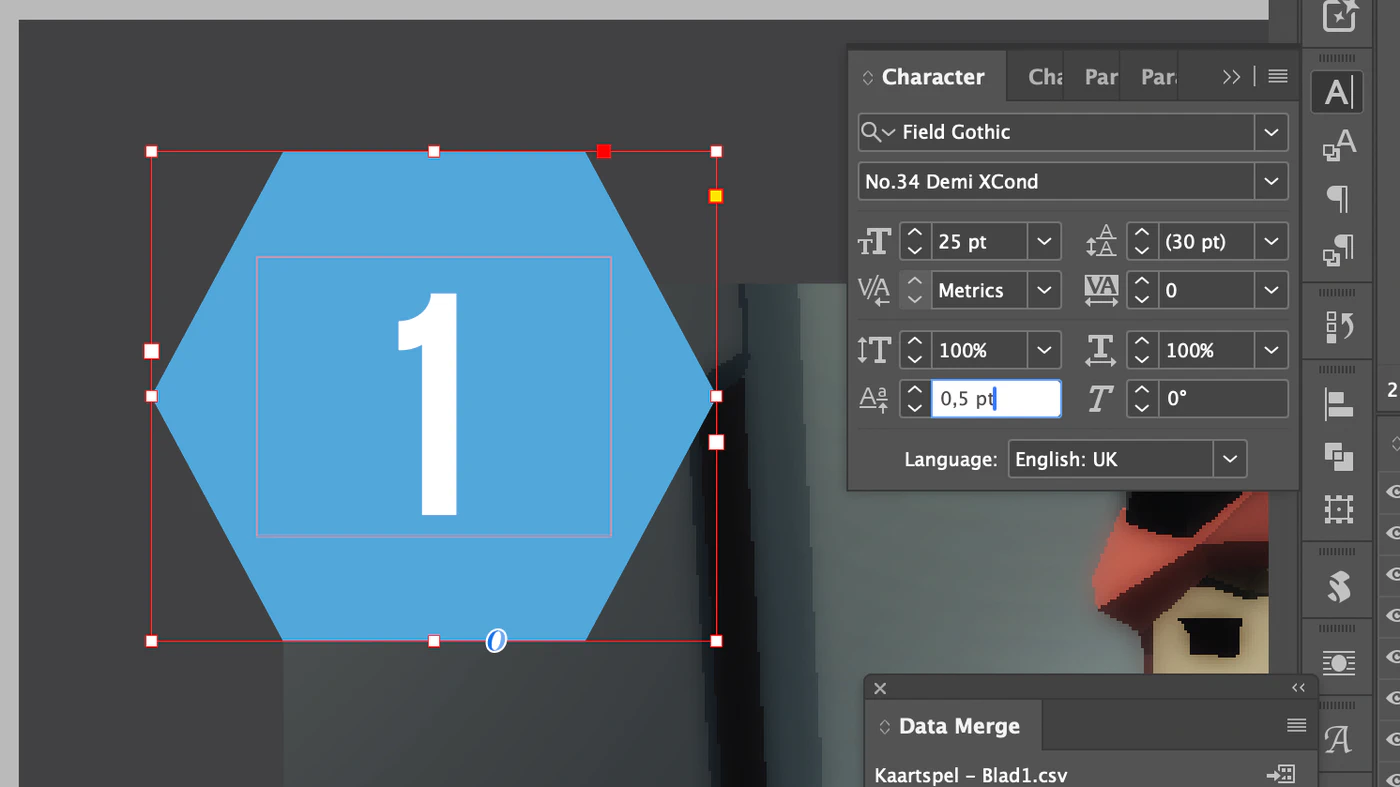 Character
Cha
Par
Par
Field Gothic
No.34 Demi XCond
25 pt
(30 pt)
Metrics
0
100%
100%
0,5 pt
0°
Language: English: UK
1
2
Data Merge
Kaartspel – Blad1.csv